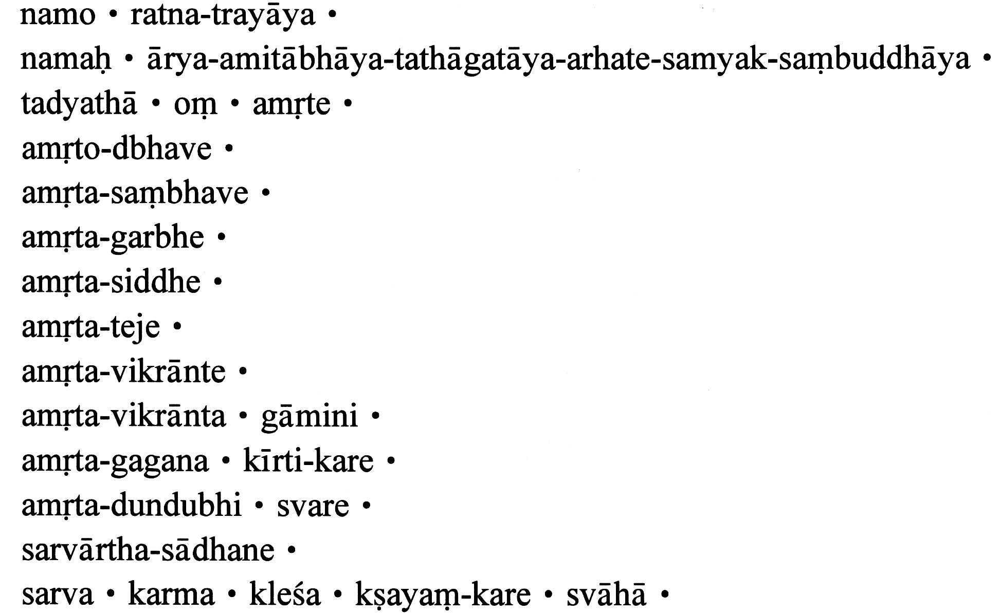 namo • ratna-trayāya •
namaḥ • ārya-amitābhāya-tathāgatāya-arhate-samyak-saṃbuddhāya •
tadyathā • oṃ • amṛte •
amṛto-dbhave •
amṛta-saṃbhave •
amṛta-garbhe •
amṛta-siddhe •
amṛta-teje •
amṛta-vikrānte •
amṛta-vikrānta • gāmini •
amṛta-gagana • kīrti-kare •
amṛta-dundubhi • svare •
sarvārtha-sādhane •
sarva • karma • kleśa • kṣayaṃ-kare • svāhā •